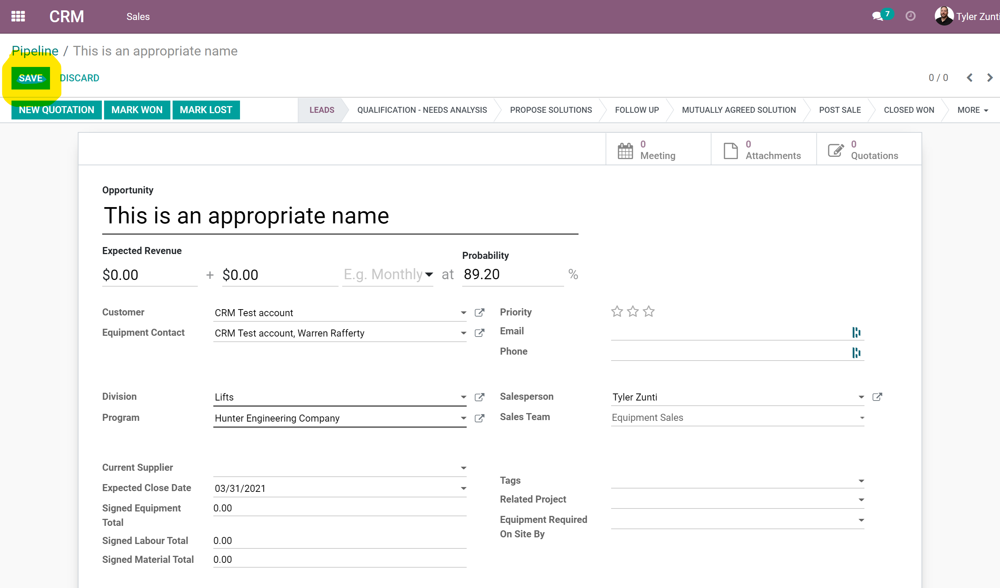 CRM Sales 7 Tyler Zunti
Pipeline / This is an appropriate name
SAVE DISCARD 0 / 0
NEW QUOTATION MARK WON MARK LOST LEADS QUALIFICATION - NEEDS ANALYSIS PROPOSE SOLUTIONS FOLLOW UP MUTUALLY AGREED SOLUTION POST SALE CLOSED WON MORE
0 Meeting 0 Attachments 0 Quotations
Opportunity
This is an appropriate name
Expected Revenue Probability
$0.00 + $0.00 E.g. Monthly at 89.20 %
Customer CRM Test account Priority
Equipment Contact CRM Test account, Warren Rafferty Email
Phone
Division Lifts Salesperson Tyler Zunti
Program Hunter Engineering Company Sales Team Equipment Sales
Current Supplier
Tags
Expected Close Date 03/31/2021
Related Project
Signed Equipment Total 0.00
Equipment Required On Site By
Signed Labour Total 0.00
Signed Material Total 0.00